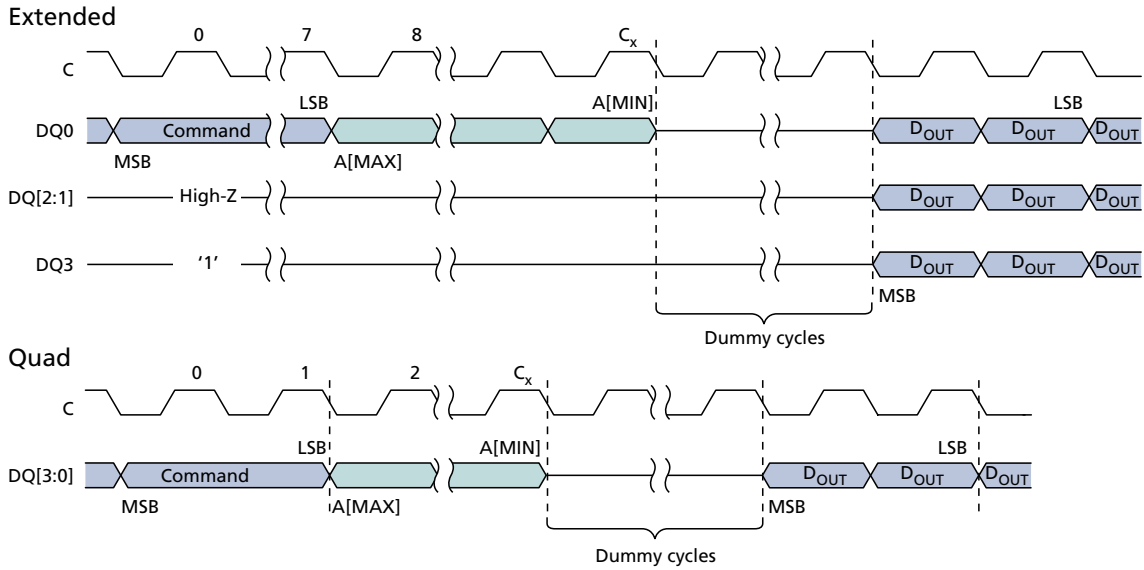 Extended
0 7 8 Cx
C
LSB A[MIN] LSB
DQ0 Command DOUT DOUT DOUT
MSB A[MAX]
DQ[2:1] High-Z DOUT DOUT DOUT
DQ3 ‘1’ DOUT DOUT DOUT
MSB
Dummy cycles
Quad
0 1 2 Cx
C
LSB A[MIN] LSB
DQ[3:0] Command DOUT DOUT DOUT
MSB A[MAX] MSB
Dummy cycles